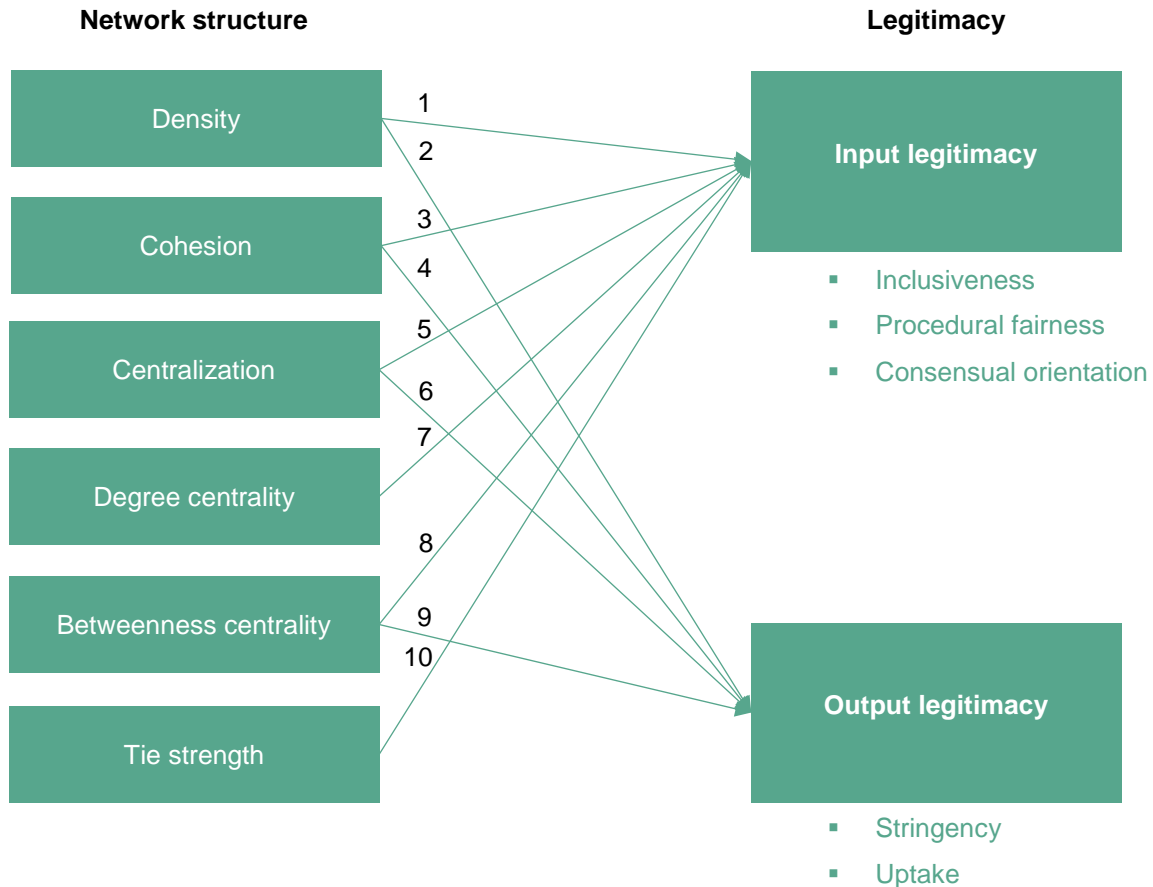 Network structure
Legitimacy
Density
Cohesion
Centralization
Degree centrality
Betweenness centrality
Tie strength
1
2
3
4
5
6
7
8
9
10
Input legitimacy
▪ Inclusiveness
▪ Procedural fairness
▪ Consensual orientation
Output legitimacy
▪ Stringency
▪ Uptake